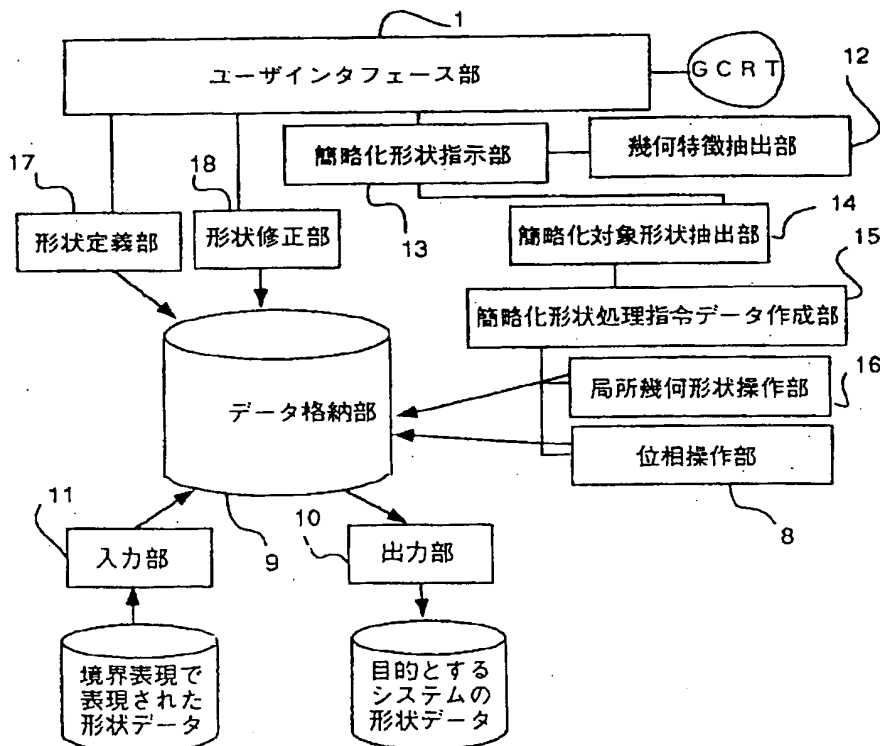 1
ユーザインタフェース部
GCRT
12
簡略化形状指示部
幾何特徴抽出部
17
18
13
形状定義部
形状修正部
簡略化対象形状抽出部
14
15
簡略化形状処理指令データ作成部
局所幾何形状操作部
16
データ格納部
位相操作部
11
10
9
8
入力部
出力部
境界表現で
表現された
形状データ
目的とする
システムの
形状データ